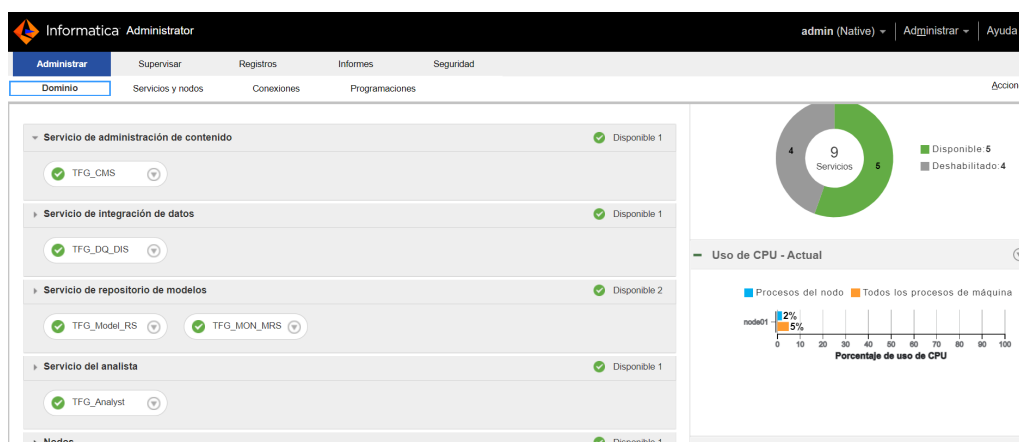 Informatica Administrator
admin (Native) Administrar Ayuda
Administrar Supervisar Registros Informes Seguridad
Dominio Servicios y nodos Conexiones Programaciones
Accion
Servicio de administración de contenido Disponible 1
TFG_CMS
Servicio de integración de datos Disponible 1
TFG_DQ_DIS
Servicio de repositorio de modelos Disponible 2
TFG_Model_RS TFG_MON_MRS
Servicio del analista Disponible 1
TFG_Analyst
Nodos Disponible 1
4
9
Servicios
5
Disponible:5
Deshabilitado:4
Uso de CPU - Actual
Procesos del nodo Todos los procesos de máquina
node01
2%
5%
0 10 20 30 40 50 60 70 80 90 100
Porcentaje de uso de CPU